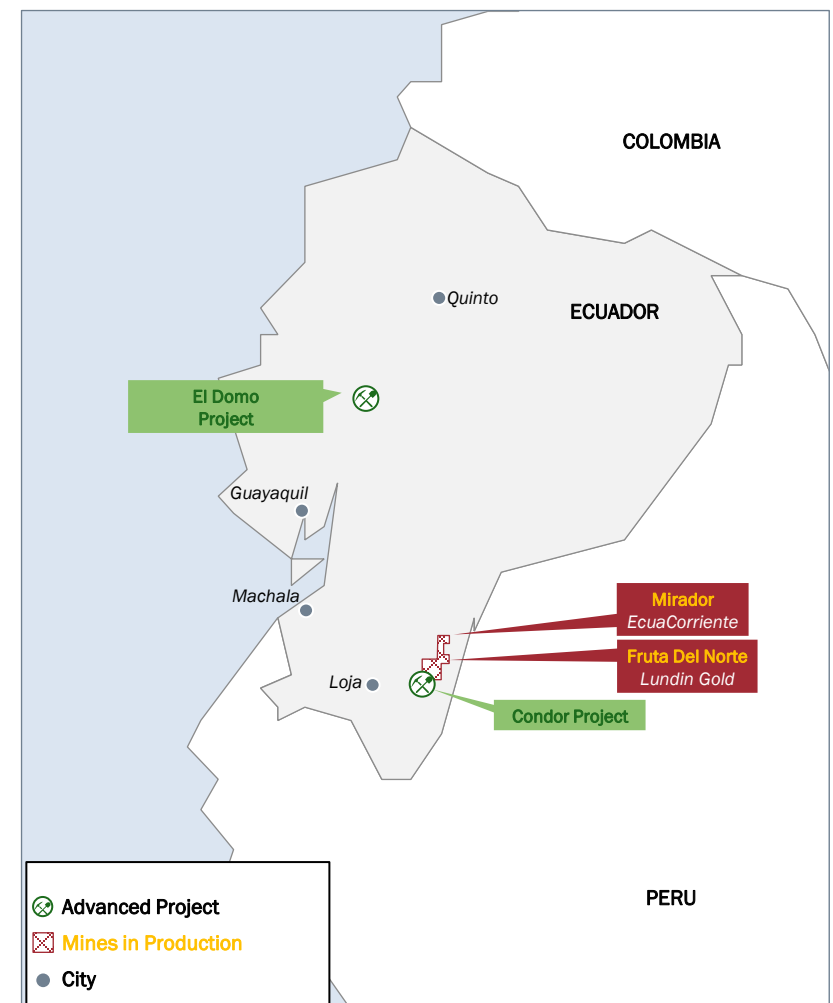 COLOMBIA
Quinto
ECUADOR
El Domo
Project
Guayaquil
Machala
Mirador
EcuaCorriente
Fruta Del Norte
Lundin Gold
Loja
Condor Project
PERU
Advanced Project
Mines in Production
City